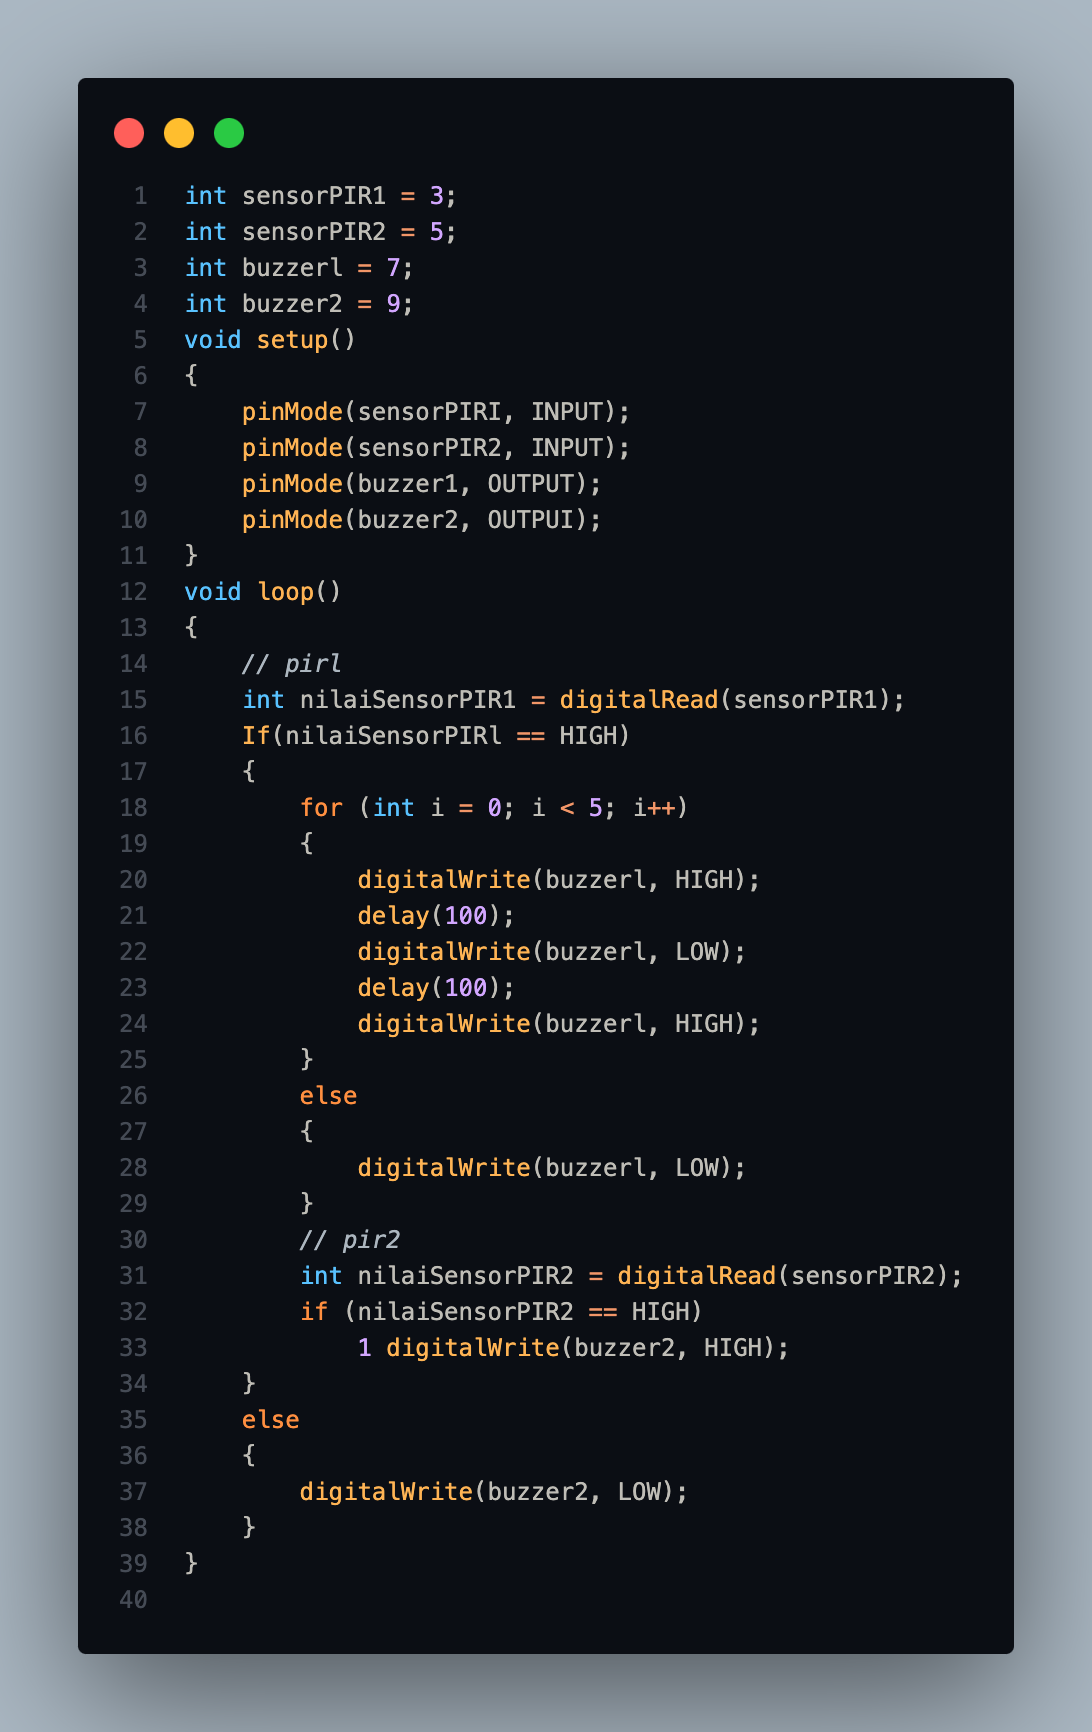 1 int sensorPIR1 = 3;
2 int sensorPIR2 = 5;
3 int buzzerl = 7;
4 int buzzer2 = 9;
5 void setup()
6 {
7     pinMode(sensorPIRI, INPUT);
8     pinMode(sensorPIR2, INPUT);
9     pinMode(buzzer1, OUTPUT);
10     pinMode(buzzer2, OUTPUI);
11 }
12 void loop()
13 {
14     // pirl
15     int nilaiSensorPIR1 = digitalRead(sensorPIR1);
16     If(nilaiSensorPIRl == HIGH)
17     {
18         for (int i = 0; i < 5; i++)
19         {
20             digitalWrite(buzzerl, HIGH);
21             delay(100);
22             digitalWrite(buzzerl, LOW);
23             delay(100);
24             digitalWrite(buzzerl, HIGH);
25         }
26         else
27         {
28             digitalWrite(buzzerl, LOW);
29         }
30         // pir2
31         int nilaiSensorPIR2 = digitalRead(sensorPIR2);
32         if (nilaiSensorPIR2 == HIGH)
33             1 digitalWrite(buzzer2, HIGH);
34     }
35     else
36     {
37         digitalWrite(buzzer2, LOW);
38     }
39 }
40